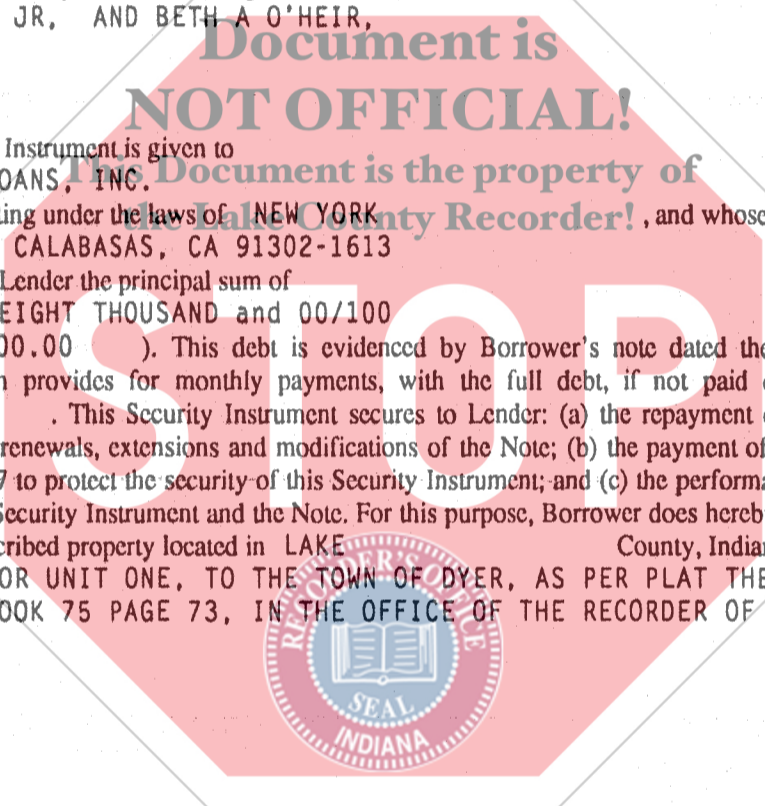 JR, AND BETH A O'HEIR,
Document is
NOT OFFICIAL!
Instrument is given to
This Document is the property of
OANS, INC.
the Lake County Recorder!
ting under the laws of NEW YORK , and whose
CALABASAS, CA 91302-1613
Lender the principal sum of
EIGHT THOUSAND and 00/100
00.00 ). This debt is evidenced by Borrower's note dated the
provides for monthly payments, with the full debt, if not paid
. This Security Instrument secures to Lender: (a) the repayment
renewals, extensions and modifications of the Note; (b) the payment of
7 to protect the security of this Security Instrument; and (c) the performa
Security Instrument and the Note. For this purpose, Borrower does hereb
cribed property located in LAKE County, Indian
OR UNIT ONE, TO THE TOWN OF DYER, AS PER PLAT THE
OOK 75 PAGE 73, IN THE OFFICE OF THE RECORDER OF
STOP
RECORDER'S OFFICE
SEAL
INDIANA